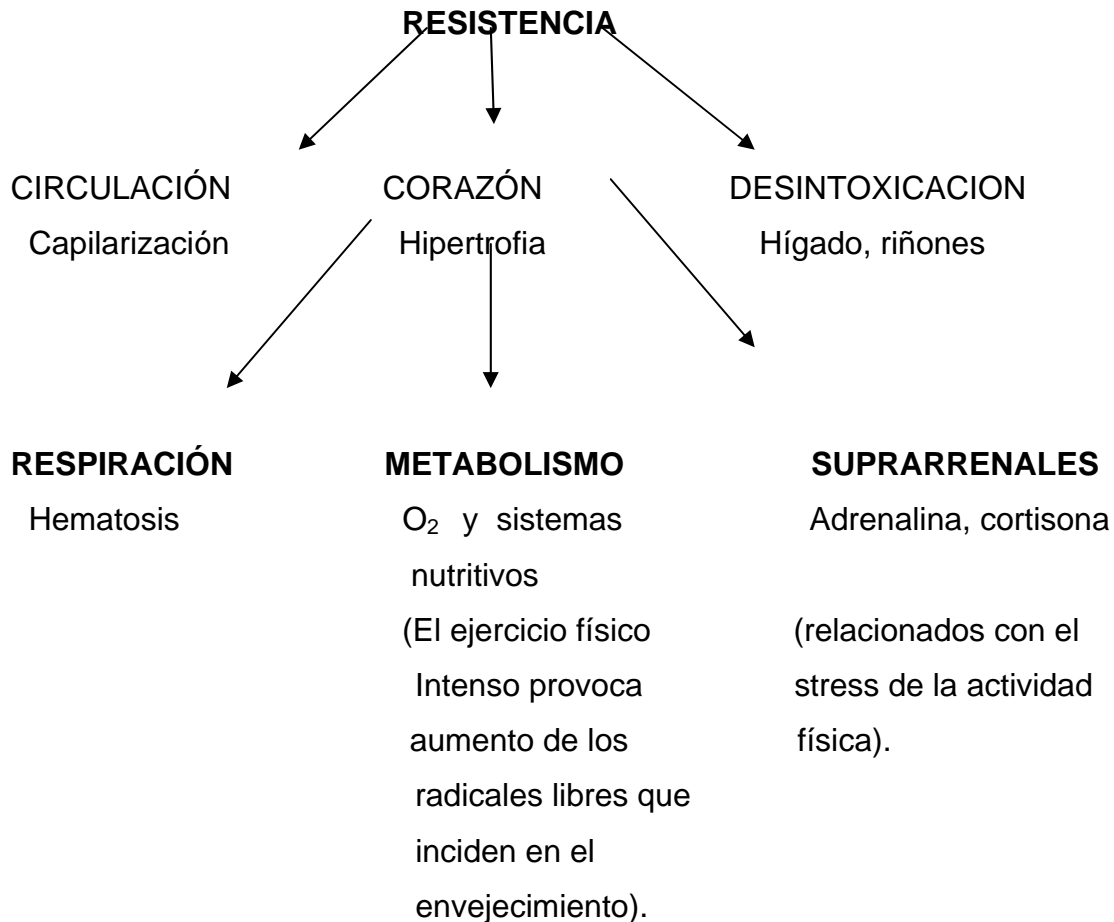 RESISTENCIA
CIRCULACIÓN CORAZÓN DESINTOXICACION
Capilarización Hipertrofia Hígado, riñones
RESPIRACIÓN METABOLISMO SUPRARRENALES
Hematosis O₂ y sistemas Adrenalina, cortisona
nutritivos
(El ejercicio físico (relacionados con el
Intenso provoca stress de la actividad
aumento de los física).
radicales libres que
inciden en el
envejecimiento).